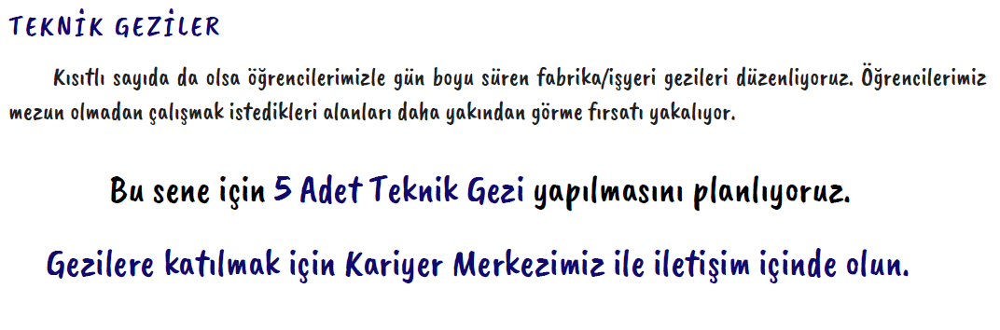 TEKNİK GEZİLER
Kısıtlı sayıda da olsa öğrencilerimizle gün boyu süren fabrika/işyeri gezileri düzenliyoruz. Öğrencilerimiz
mezun olmadan çalışmak istedikleri alanları daha yakından görme fırsatı yakalıyor.
Bu sene için 5 Adet Teknik Gezi yapılmasını planlıyoruz.
Gezilere katılmak için Kariyer Merkezimiz ile iletişim içinde olun.